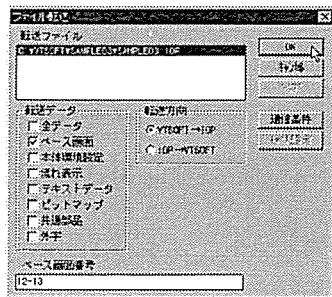 ファイル転送
転送ファイル
OK
キャンセル
転送データ
全データ
ベース画面
本体環境設定
流れ表示
テキストデータ
ビットマップ
共通部品
外字
転送方向
VTSOFT→IOP
IOP→VTSOFT
通信条件
ベース画面番号
12-13